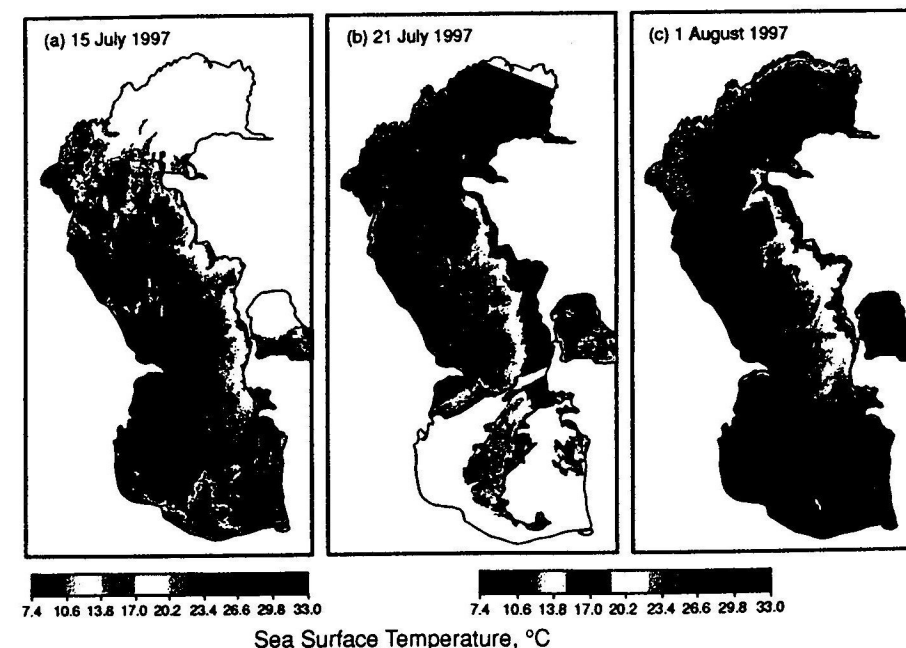 (a) 15 July 1997
(b) 21 July 1997
(c) 1 August 1997
7.4 10.6 13.8 17.0 20.2 23.4 26.6 29.8 33.0
7.4 10.6 13.8 17.0 20.2 23.4 26.6 29.8 33.0
Sea Surface Temperature, ºC